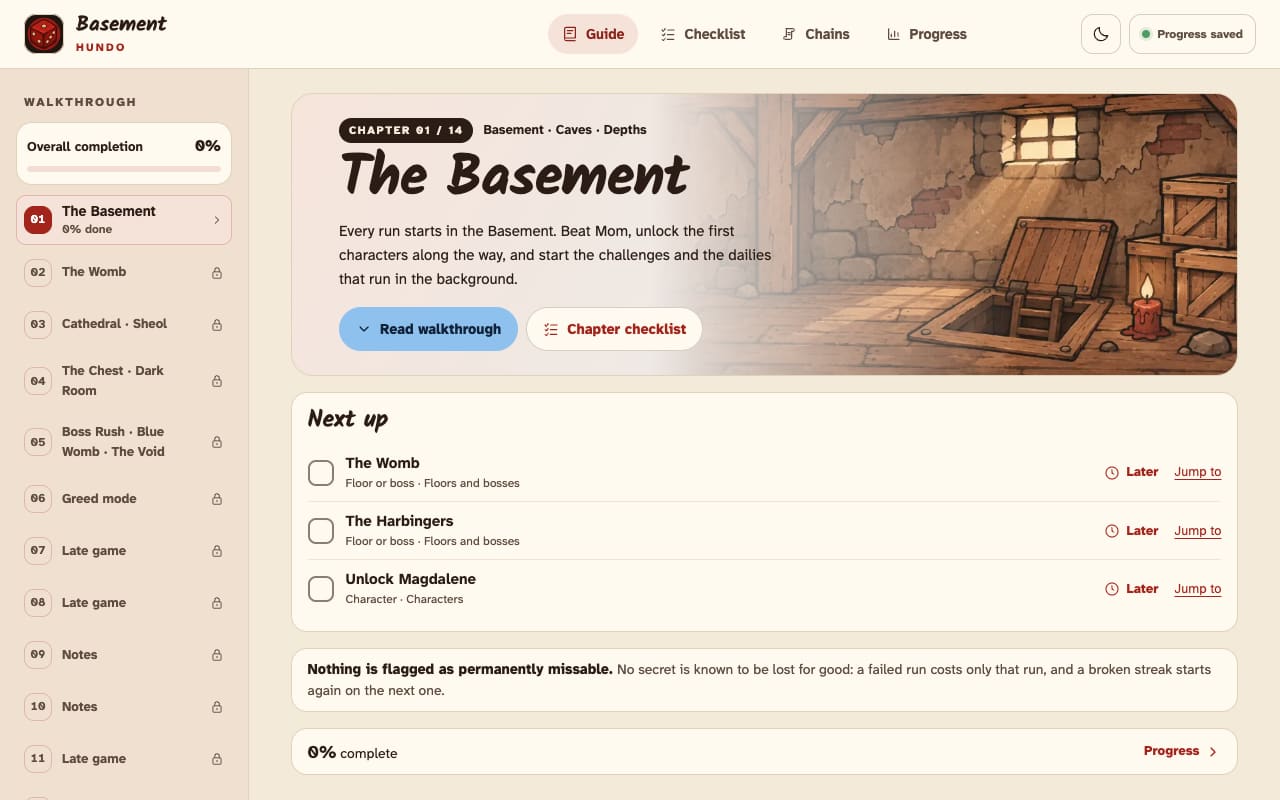 Basement
HUNDO
Guide
Checklist
Chains
Progress
Progress saved
WALKTHROUGH
Overall completion 0%
01 The Basement
0% done
02 The Womb
03 Cathedral · Sheol
04 The Chest · Dark
Room
05 Boss Rush · Blue
Womb · The Void
06 Greed mode
07 Late game
08 Late game
09 Notes
10 Notes
11 Late game
CHAPTER 01 / 14 Basement · Caves · Depths
The Basement
Every run starts in the Basement. Beat Mom, unlock the first
characters along the way, and start the challenges and the dailies
that run in the background.
Read walkthrough
Chapter checklist
Next up
The Womb
Floor or boss · Floors and bosses
Later Jump to
The Harbingers
Floor or boss · Floors and bosses
Later Jump to
Unlock Magdalene
Character · Characters
Later Jump to
Nothing is flagged as permanently missable. No secret is known to be lost for good: a failed run costs only that run, and a broken streak starts
again on the next one.
0% complete
Progress